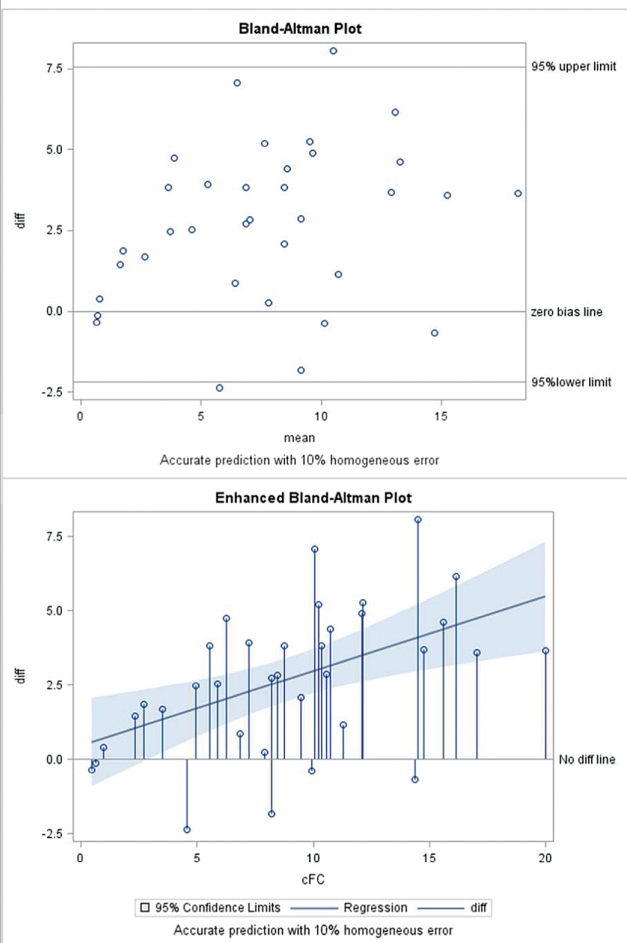 Bland-Altman Plot
7.5
95% upper limit
5.0
diff
2.5
0.0
zero bias line
-2.5
95%lower limit
0 5 10 15
mean
Accurate prediction with 10% homogeneous error
Enhanced Bland-Altman Plot
7.5
5.0
diff
2.5
0.0
No diff line
-2.5
0 5 10 15 20
cFC
95% Confidence Limits Regression diff
Accurate prediction with 10% homogeneous error